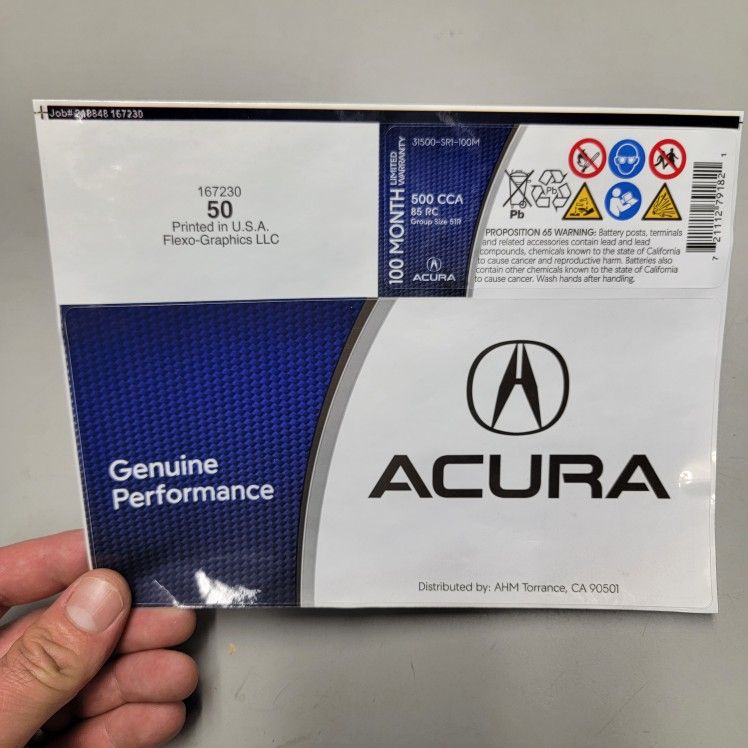 Job# 218848 167230
167230
50
Printed in U.S.A.
Flexo-Graphics LLC
100 MONTH LIMITED WARRANTY
31500-SR1-100M
500 CCA
85 RC
Group Size 51R
ACURA
Pb
Pb
PROPOSITION 65 WARNING: Battery posts, terminals
and related accessories contain lead and lead
compounds, chemicals known to the state of California
to cause cancer and reproductive harm. Batteries also
contain other chemicals known to the state of California
to cause cancer. Wash hands after handling.
7 21112 79182 1
Genuine
Performance
ACURA
Distributed by: AHM Torrance, CA 90501